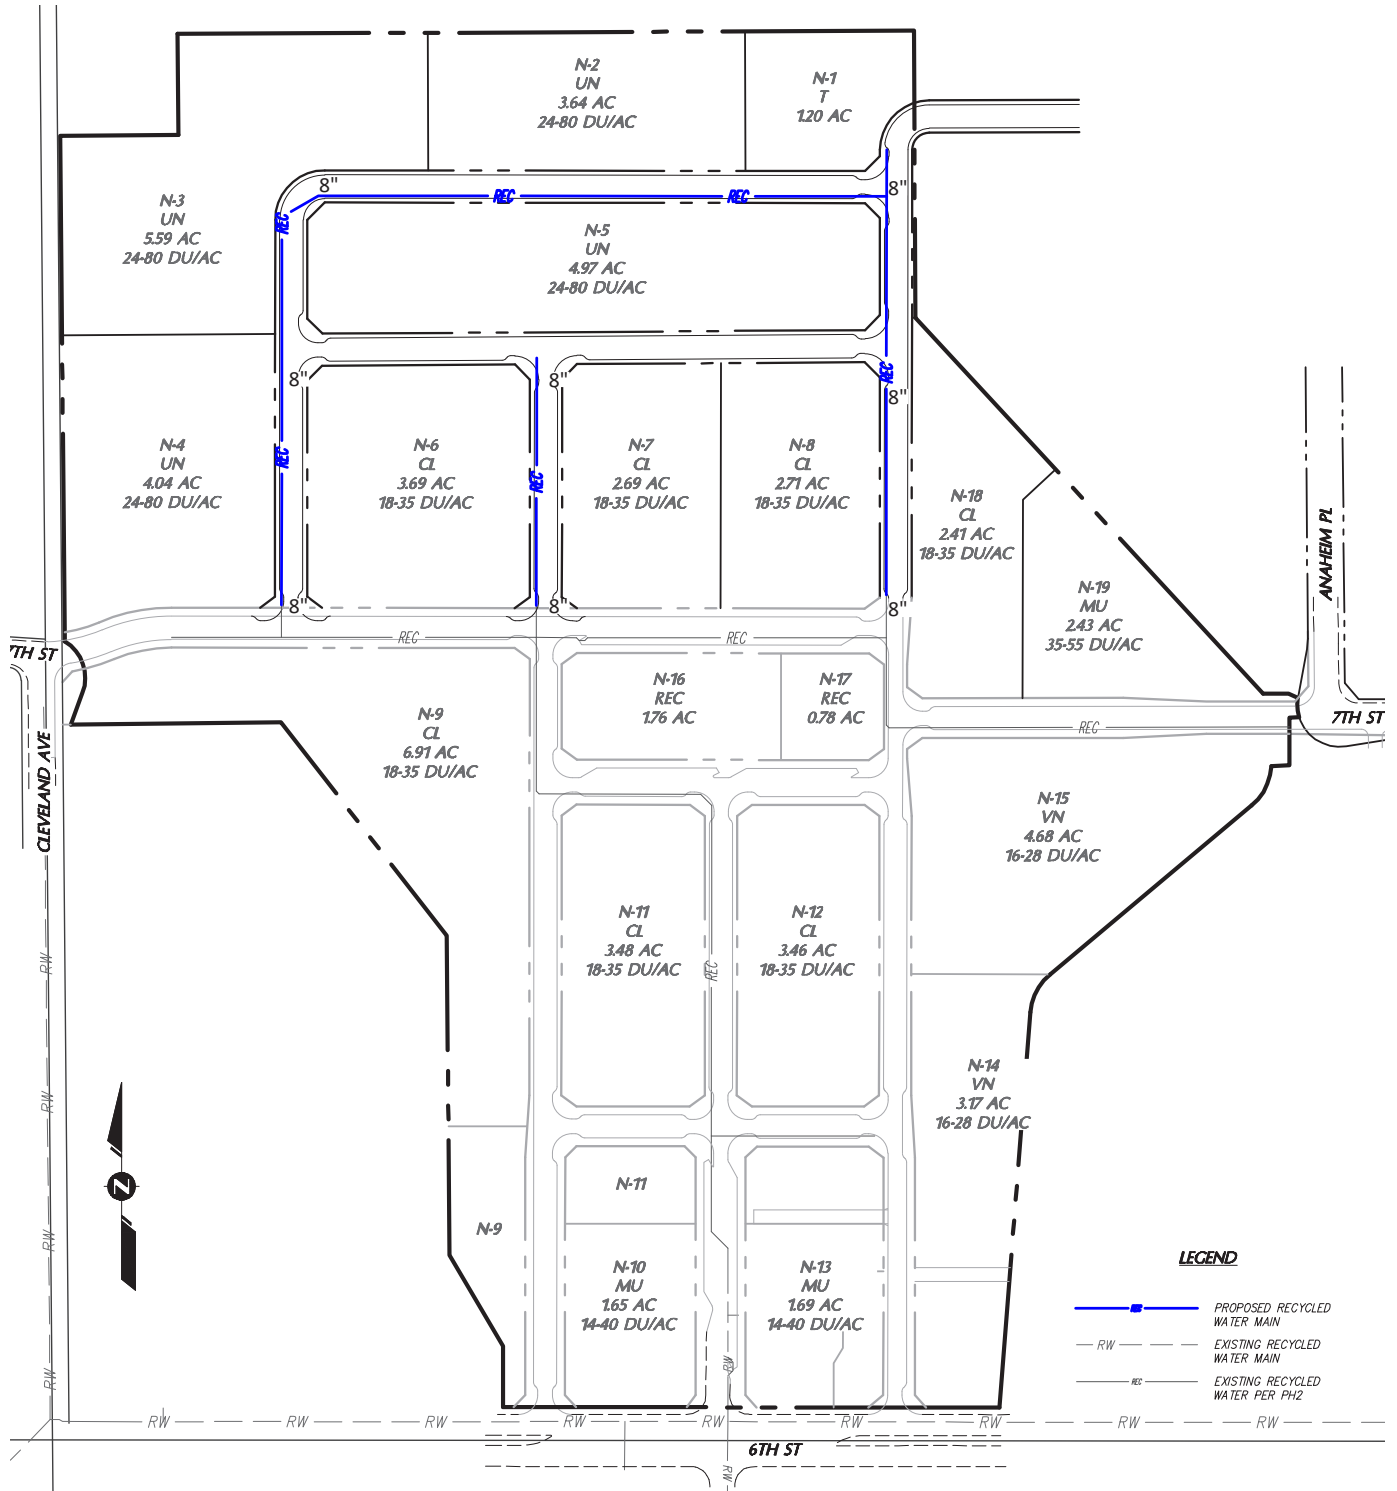 N-2
UN
3.64 AC
24-80 DU/AC
N-1
T
1.20 AC
8"
REC
REC
8"
N-3
UN
5.59 AC
24-80 DU/AC
REC
N-5
UN
4.97 AC
24-80 DU/AC
8"
8"
REC
8"
N-4
UN
4.04 AC
24-80 DU/AC
REC
N-6
CL
3.69 AC
18-35 DU/AC
REC
N-7
CL
2.69 AC
18-35 DU/AC
N-8
CL
2.71 AC
18-35 DU/AC
N-18
CL
2.41 AC
18-35 DU/AC
N-19
MU
2.43 AC
35-55 DU/AC
ANAHEIM PL
8"
8"
8"
REC
REC
7TH ST
N-16
REC
1.76 AC
N-17
REC
0.78 AC
7TH ST
REC
N-9
CL
6.91 AC
18-35 DU/AC
CLEVELAND AVE
N-15
VN
4.68 AC
16-28 DU/AC
N-11
CL
3.48 AC
18-35 DU/AC
REC
N-12
CL
3.46 AC
18-35 DU/AC
RW
N-14
VN
3.17 AC
16-28 DU/AC
RW
Z
N-11
N-9
RW
N-10
MU
1.65 AC
14-40 DU/AC
N-13
MU
1.69 AC
14-40 DU/AC
RW
RW
LEGEND
REC
PROPOSED RECYCLED
WATER MAIN
RW
EXISTING RECYCLED
WATER MAIN
REC
EXISTING RECYCLED
WATER PER PH2
RW
RW
RW
RW
RW
RW
RW
RW
RW
6TH ST
RW